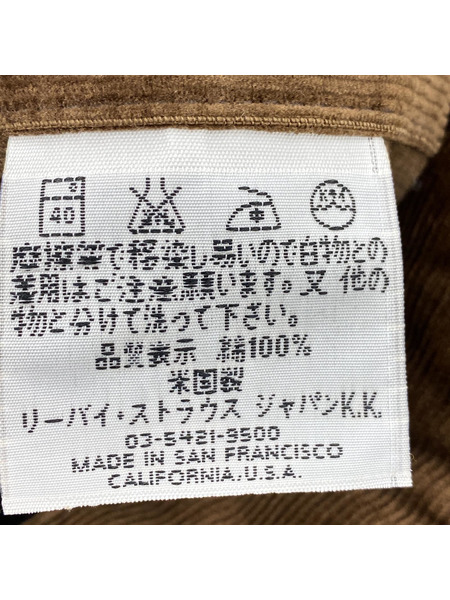 40
摩擦等で移染し易いので白物との
着用はご注意願います。又 他の
物と分けて洗って下さい。
品質表示 綿100%
米国製
リーバイ・ストラウス ジャパンK.K.
03-5421-9500
MADE IN SAN FRANCISCO
CALIFORNIA.U.S.A.